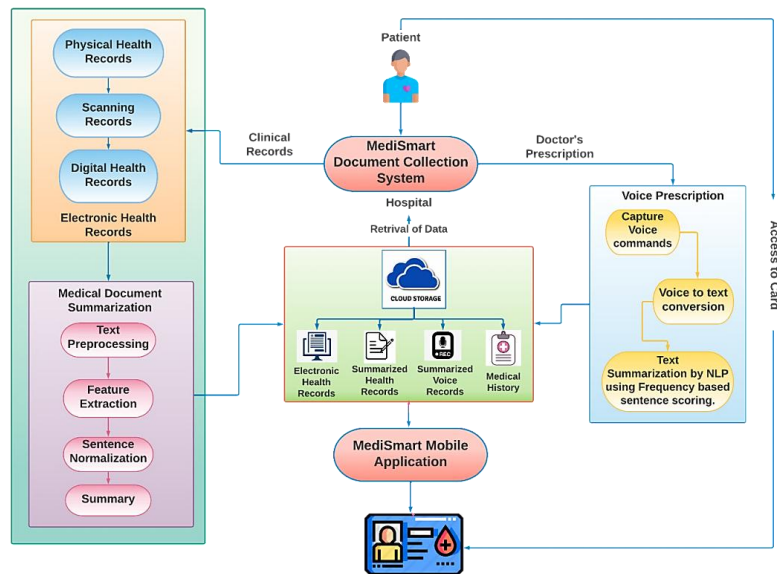 Patient
Physical Health
Records
Scanning
Records
Digital Health
Records
Electronic Health
Records
Clinical
Records
MediSmart
Document Collection
System
Doctor's
Prescription
Hospital
Retrival of Data
Voice Prescription
Capture
Voice
commands
Voice to text
conversion
Text
Summarization by NLP
using Frequency based
sentence scoring.
Access to Card
CLOUD STORAGE
Electronic
Health
Records
Summarized
Health
Records
REC
Summarized
Voice
Records
Medical
History
Medical Document
Summarization
Text
Preprocessing
Feature
Extraction
Sentence
Normalization
Summary
MediSmart Mobile
Application